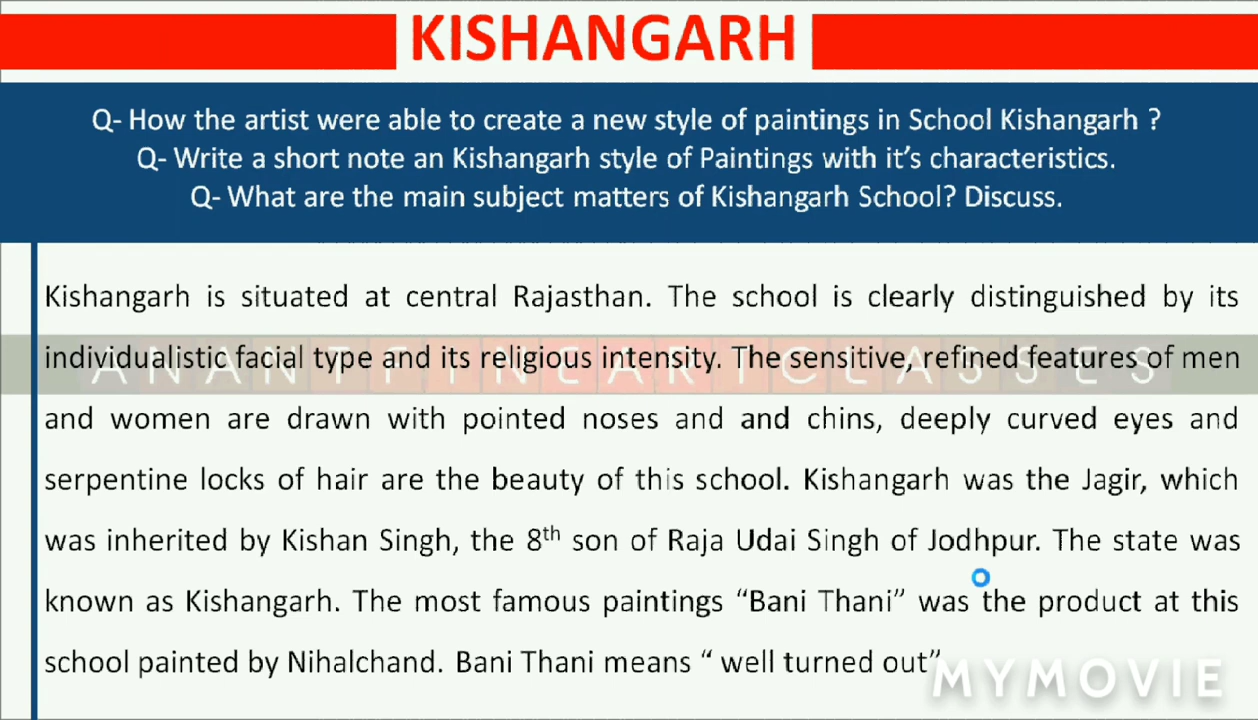 KISHANGARH
Q- How the artist were able to create a new style of paintings in School Kishangarh ?
Q- Write a short note an Kishangarh style of Paintings with it's characteristics.
Q- What are the main subject matters of Kishangarh School? Discuss.
Kishangarh is situated at central Rajasthan. The school is clearly distinguished by its
individualistic facial type and its religious intensity. The sensitive, refined features of men
ANANT FINEART CLASSES
and women are drawn with pointed noses and and chins, deeply curved eyes and
serpentine locks of hair are the beauty of this school. Kishangarh was the Jagir, which
was inherited by Kishan Singh, the 8th son of Raja Udai Singh of Jodhpur. The state was
known as Kishangarh. The most famous paintings “Bani Thani” was the product at this
school painted by Nihalchand. Bani Thani means “ well turned out”
MYMOVIE